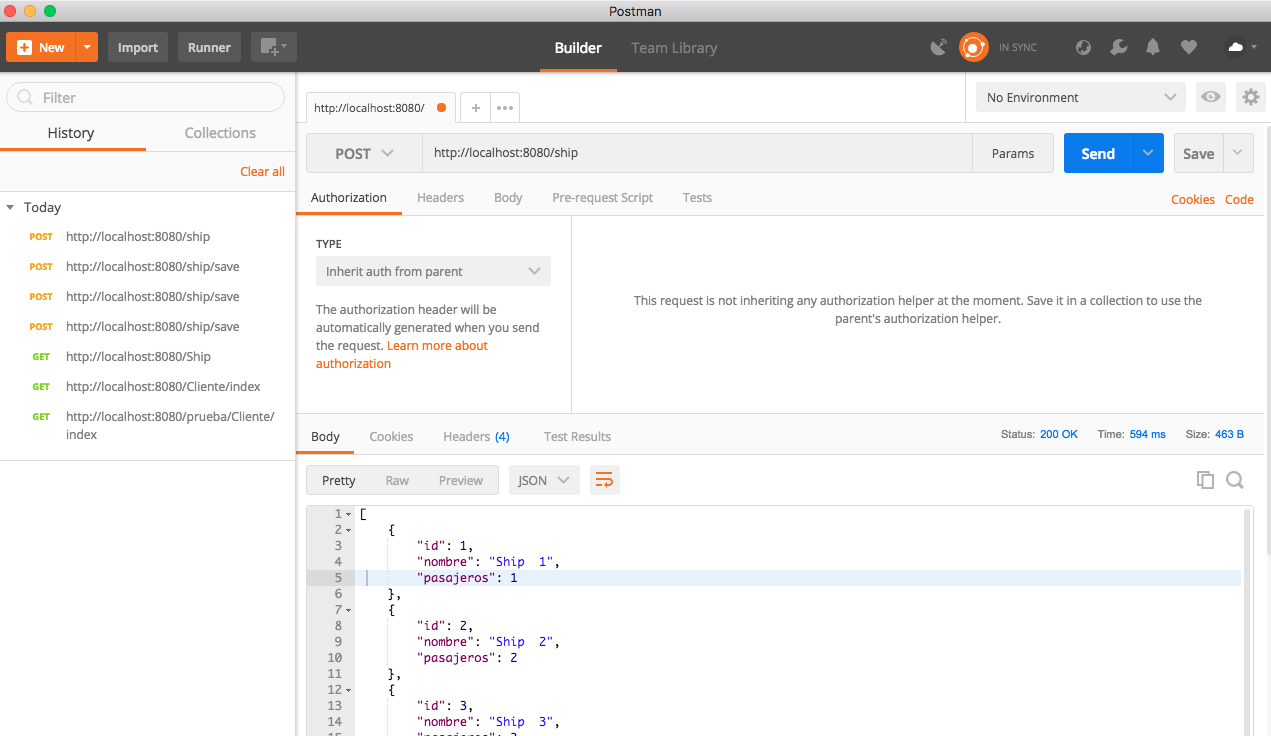 Postman
New
Import
Runner
Builder
Team Library
IN SYNC
Filter
History
Collections
Clear all
Today
POST http://localhost:8080/ship
POST http://localhost:8080/ship/save
POST http://localhost:8080/ship/save
POST http://localhost:8080/ship/save
GET http://localhost:8080/Ship
GET http://localhost:8080/Cliente/index
GET http://localhost:8080/prueba/Cliente/
index
http://localhost:8080/
+
•••
No Environment
POST
http://localhost:8080/ship
Params
Send
Save
Authorization
Headers
Body
Pre-request Script
Tests
Cookies
Code
TYPE
Inherit auth from parent
The authorization header will be
automatically generated when you send
the request. Learn more about
authorization
This request is not inheriting any authorization helper at the moment. Save it in a collection to use the
parent's authorization helper.
Body
Cookies
Headers (4)
Test Results
Status: 200 OK
Time: 594 ms
Size: 463 B
Pretty
Raw
Preview
JSON
1 [
2 {
3 "id": 1,
4 "nombre": "Ship  1",
5 "pasajeros": 1
6 },
7 {
8 "id": 2,
9 "nombre": "Ship  2",
10 "pasajeros": 2
11 },
12 {
13 "id": 3,
14 "nombre": "Ship  3",